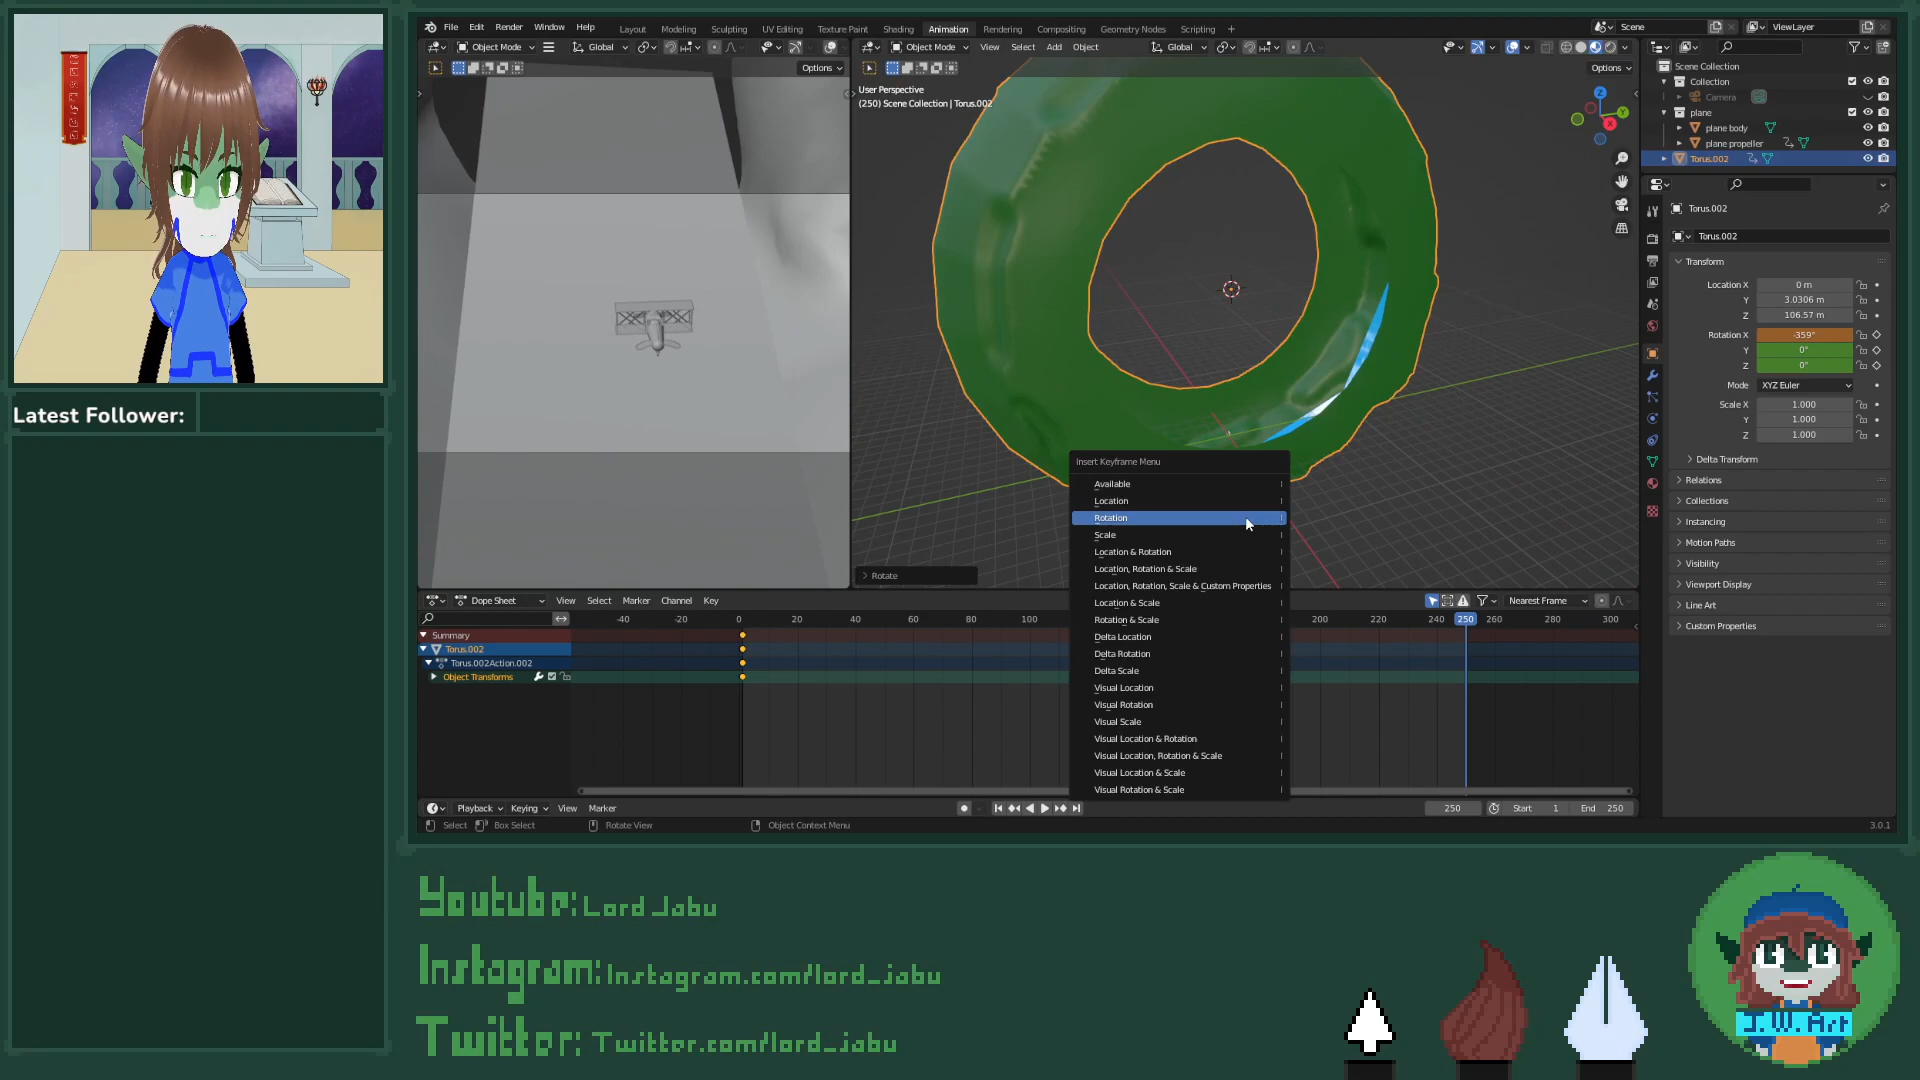 Latest Follower:
File Edit Render Window Help
Layout Modeling Sculpting UV Editing Texture Paint Shading Animation Rendering Compositing Geometry Nodes Scripting +
Scene
ViewLayer
Object Mode
Global
Options
Object Mode View Select Add Object
Global
Options
User Perspective
(250) Scene Collection | Torus.002
Z
Y
X
Rotate
Insert Keyframe Menu
Available I
Location I
Rotation I
Scale I
Location & Rotation I
Location, Rotation & Scale I
Location, Rotation, Scale & Custom Properties I
Location & Scale I
Rotation & Scale I
Delta Location I
Delta Rotation I
Delta Scale I
Visual Location I
Visual Rotation I
Visual Scale I
Visual Location & Rotation I
Visual Location, Rotation & Scale I
Visual Location & Scale I
Visual Rotation & Scale I
Dope Sheet View Select Marker Channel Key
Nearest Frame
-40 -20 0 20 40 60 80 100 200 220 240 250 260 280 300
Summary
Torus.002
Torus.002Action.002
Object Transforms
Playback Keying View Marker
250 Start 1 End 250
Select Box Select Rotate View Object Context Menu
3.0.1
Scene Collection
Collection
Camera
plane
plane body
plane propeller
Torus.002
Torus.002
Torus.002
Transform
Location X 0 m
Y 3.0306 m
Z 106.57 m
Rotation X -359°
Y 0°
Z 0°
Mode XYZ Euler
Scale X 1.000
Y 1.000
Z 1.000
Delta Transform
Relations
Collections
Instancing
Motion Paths
Visibility
Viewport Display
Line Art
Custom Properties
Youtube: Lord Jabu
Instagram: Instagram.com/lord_jabu
Twitter: Twitter.com/lord_jabu
J.W. Art